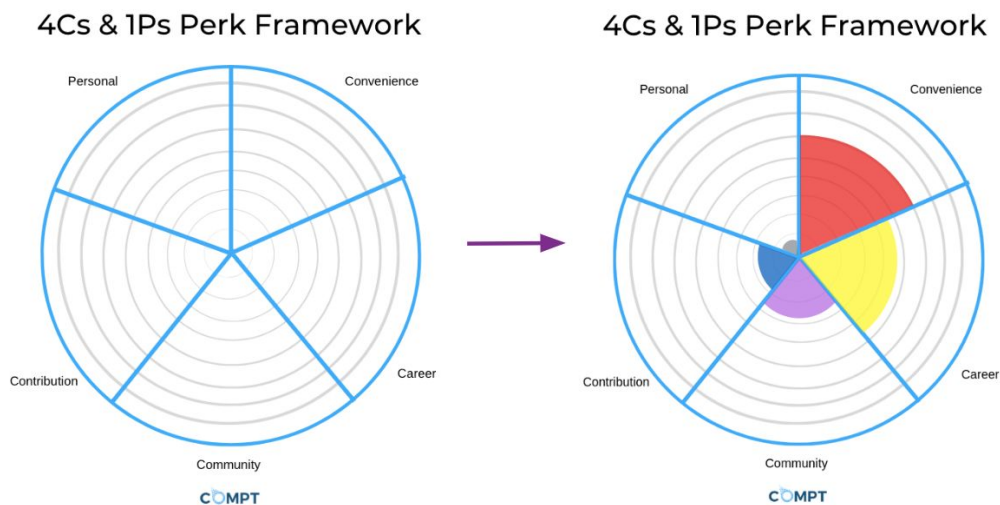 4Cs & 1Ps Perk Framework
Personal
Convenience
Contribution
Career
Community
COMPT
4Cs & 1Ps Perk Framework
Personal
Convenience
Contribution
Career
Community
COMPT